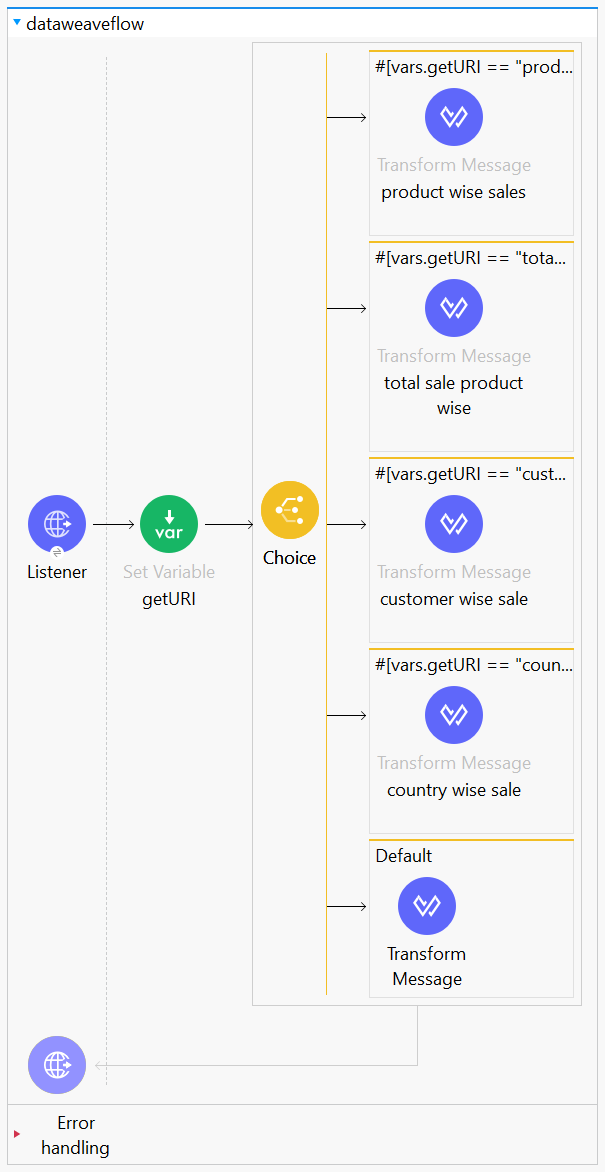 dataweaveflow
Listener
Set Variable
getURI
var
Choice
#[vars.getURI == "prod...
Transform Message
product wise sales
#[vars.getURI == "tota...
Transform Message
total sale product
wise
#[vars.getURI == "cust...
Transform Message
customer wise sale
#[vars.getURI == "coun...
Transform Message
country wise sale
Default
Transform
Message
Error
handling